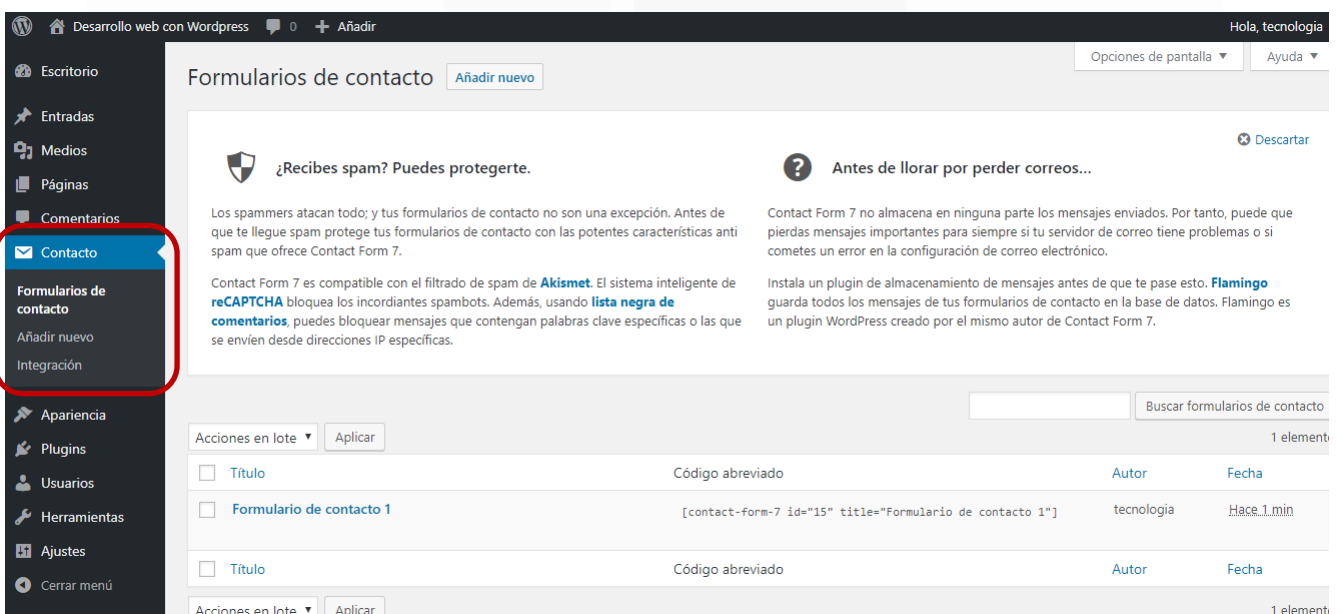 Desarrollo web con Wordpress 0 Añadir Hola, tecnologia
Opciones de pantalla Ayuda
Escritorio
Entradas
Medios
Páginas
Comentarios
Contacto
Formularios de
contacto
Añadir nuevo
Integración
Apariencia
Plugins
Usuarios
Herramientas
Ajustes
Cerrar menú
Formularios de contacto Añadir nuevo
Descartar
¿Recibes spam? Puedes protegerte.
Los spammers atacan todo; y tus formularios de contacto no son una excepción. Antes de
que te llegue spam protege tus formularios de contacto con las potentes características anti
spam que ofrece Contact Form 7.
Contact Form 7 es compatible con el filtrado de spam de Akismet. El sistema inteligente de
reCAPTCHA bloquea los incordiantes spambots. Además, usando lista negra de
comentarios, puedes bloquear mensajes que contengan palabras clave específicas o las que
se envíen desde direcciones IP específicas.
Antes de llorar por perder correos...
Contact Form 7 no almacena en ninguna parte los mensajes enviados. Por tanto, puede que
pierdas mensajes importantes para siempre si tu servidor de correo tiene problemas o si
cometes un error en la configuración de correo electrónico.
Instala un plugin de almacenamiento de mensajes antes de que te pase esto. Flamingo
guarda todos los mensajes de tus formularios de contacto en la base de datos. Flamingo es
un plugin WordPress creado por el mismo autor de Contact Form 7.
Buscar formularios de contacto
Acciones en lote Aplicar 1 elemento
Título Código abreviado Autor Fecha
Formulario de contacto 1 [contact-form-7 id="15" title="Formulario de contacto 1"] tecnologia Hace 1 min
Título Código abreviado Autor Fecha
Acciones en lote Aplicar 1 elemento